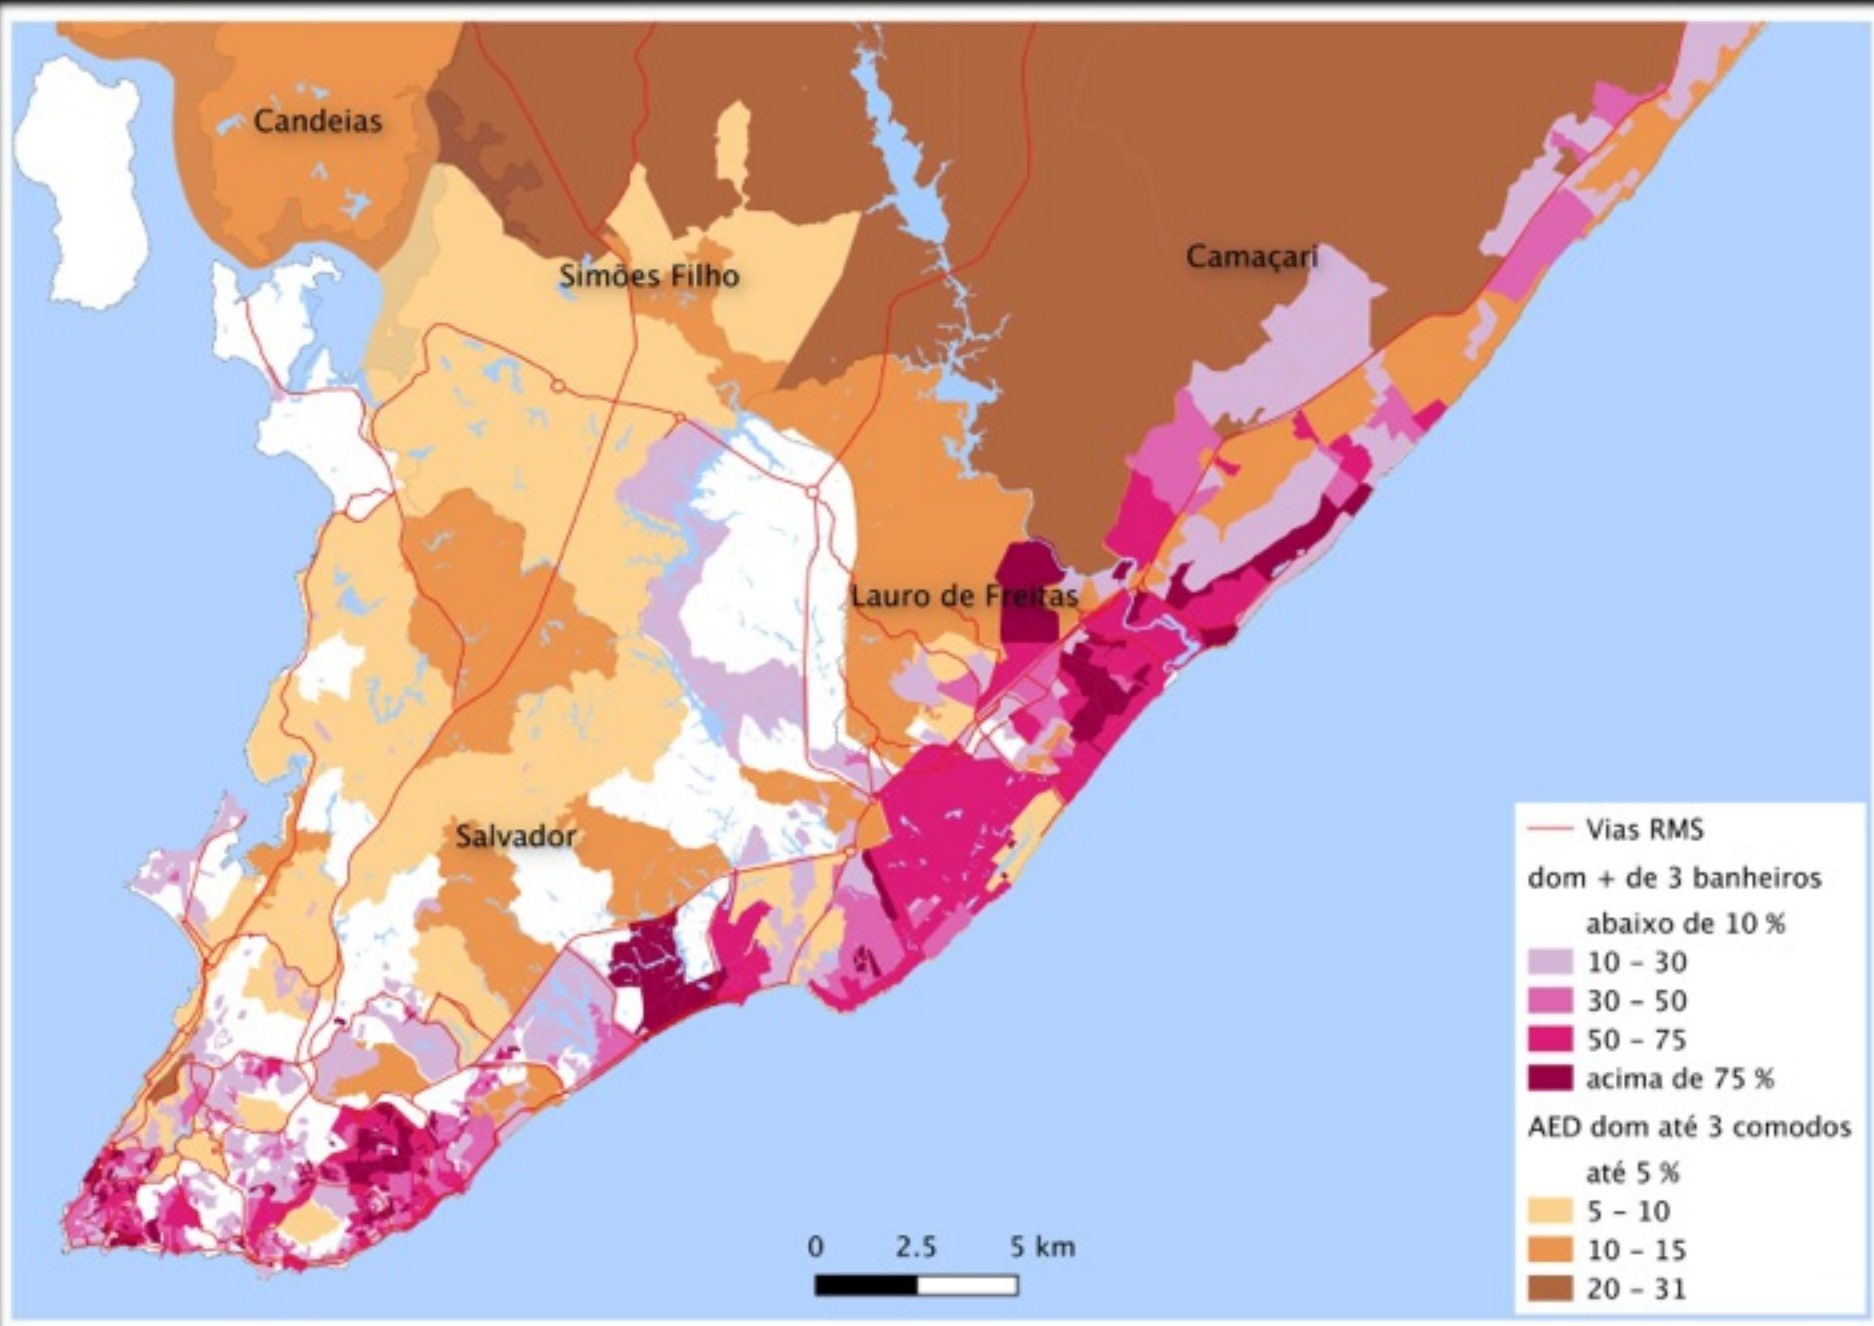 Candeias
Simões Filho
Camaçari
Lauro de Freitas
Salvador
Vias RMS
dom + de 3 banheiros
abaixo de 10 %
10 - 30
30 - 50
50 - 75
acima de 75 %
AED dom até 3 comodos
até 5 %
5 - 10
10 - 15
20 - 31
0 2.5 5 km